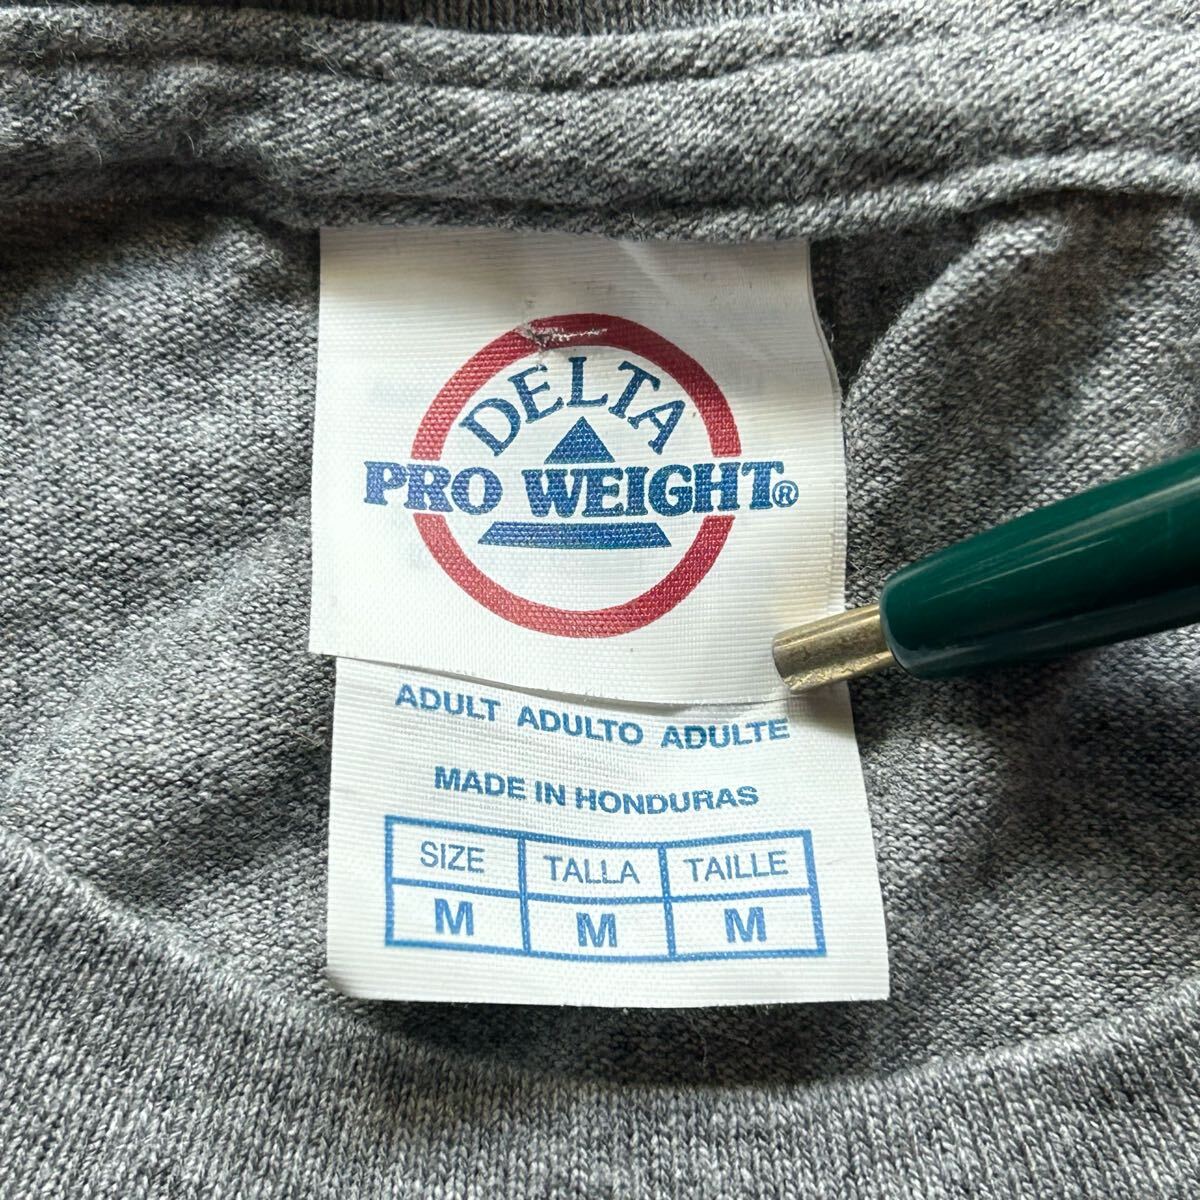 DELTA
PRO WEIGHT®
ADULT ADULTO ADULTE
MADE IN HONDURAS
SIZE TALLA TAILLE
M M M